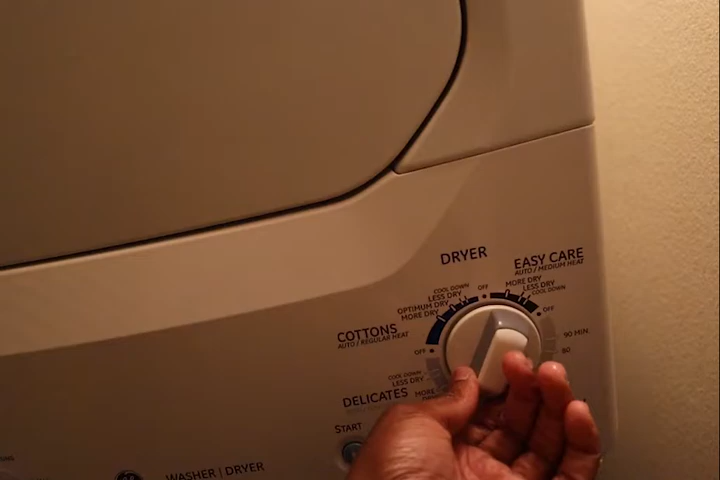 DRYER
EASY CARE
AUTO / MEDIUM HEAT
MORE DRY
LESS DRY
COOL DOWN
OFF
COOL DOWN
LESS DRY
OPTIMUM DRY
MORE DRY
COTTONS
AUTO / REGULAR HEAT
OFF
OFF
90 MIN
80
COOL DOWN
LESS DRY
MORE
DELICATES
START
WASHER | DRYER